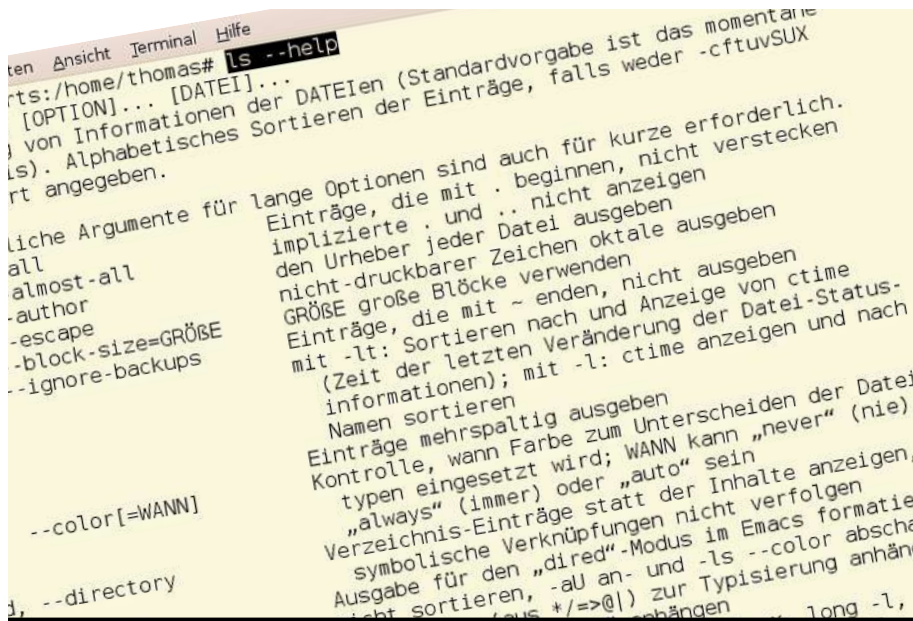 ten Ansicht Terminal Hilfe
rts:/home/thomas# ls --help
[OPTION]... [DATEI]...
von Informationen der DATEIen (Standardvorgabe ist das momentane
is). Alphabetisches Sortieren der Einträge, falls weder -cftuvSUX
rt angegeben.
liche Argumente für lange Optionen sind auch für kurze erforderlich.
all Einträge, die mit . beginnen, nicht verstecken
almost-all implizierte . und .. nicht anzeigen
-author den Urheber jeder Datei ausgeben
-escape nicht-druckbarer Zeichen oktale ausgeben
--block-size=GRÖßE GRÖßE große Blöcke verwenden
--ignore-backups Einträge, die mit ~ enden, nicht ausgeben
mit -lt: Sortieren nach und Anzeige von ctime
(Zeit der letzten Veränderung der Datei-Status-
informationen); mit -l: ctime anzeigen und nach
Namen sortieren
Einträge mehrspaltig ausgeben
--color[=WANN] Kontrolle, wann Farbe zum Unterscheiden der Datei
typen eingesetzt wird; WANN kann „never“ (nie)
„always“ (immer) oder „auto“ sein
d, --directory Verzeichnis-Einträge statt der Inhalte anzeigen,
symbolische Verknüpfungen nicht verfolgen
Ausgabe für den „dired“-Modus im Emacs formatie
nicht sortieren, -aU an- und -ls --color abscha
(aus */=>@|) zur Typisierung anhän
anhängen
long -l,